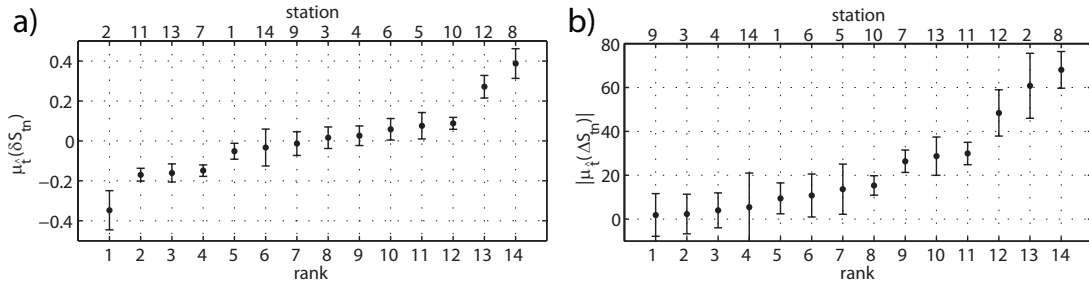 a)
station
2 11 13 7 1 14 9 3 4 6 5 10 12 8
0.4
0.2
0
−0.2
−0.4
μt̂(δStn)
1 2 3 4 5 6 7 8 9 10 11 12 13 14
rank
b)
station
9 3 4 14 1 6 5 10 7 13 11 12 2 8
80
60
40
20
0
|μt̂(ΔStn)|
1 2 3 4 5 6 7 8 9 10 11 12 13 14
rank